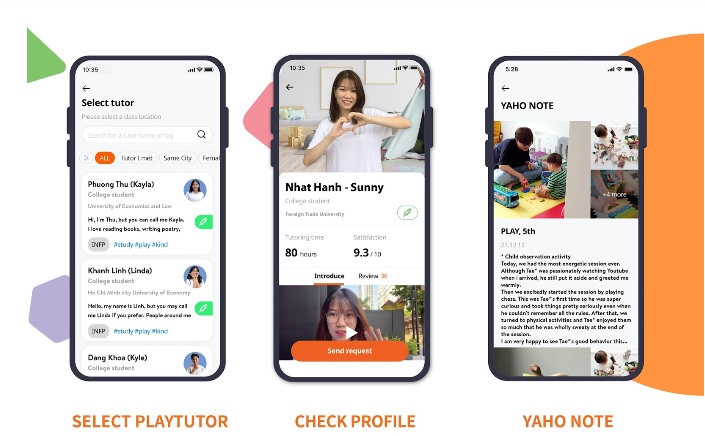 10:35
Select tutor
Please select a class location
Search for a tutor name or tag
ALL
Tutor I met
Same City
Femal
Phuong Thu (Kayla)
College student
University of Economics and Law
Hi, I'm Thu, but you can call me Kayla.
I love reading books, writing poetry,
INFP
#study #play #kind
Khanh Linh (Linda)
College student
Ho Chi Minh city University of Economy
Hello, my name is Linh, but you may call
me Linda if you prefer. People around me
INFP
#study #play #kind
Dang Khoa (Kyle)
College student
SELECT PLAYTUTOR
10:35
Nhat Hanh - Sunny
College student
Foreign Trade University
Tutoring time
Satisfaction
80 hours
9.3 / 10
Introduce
Review 36
Send request
CHECK PROFILE
5:28
YAHO NOTE
+4 more
PLAY, 5th
21.12.12
* Child observation activity
Today, we had the most energetic session ever.
Although Tae* was passionately watching Youtube
when I arrived, he still put it aside and greeted me
warmly.
Then we excitedly started the session by playing
chess. This was Tae*'s first time so he was super
curious and took things pretty seriously even when
he couldn't remember all the rules. After that, we
turned to physical activities and Tae* enjoyed them
so much that he was wholly sweaty at the end of
the session.
I am very happy to see Tae*'s good behavior this...
YAHO NOTE